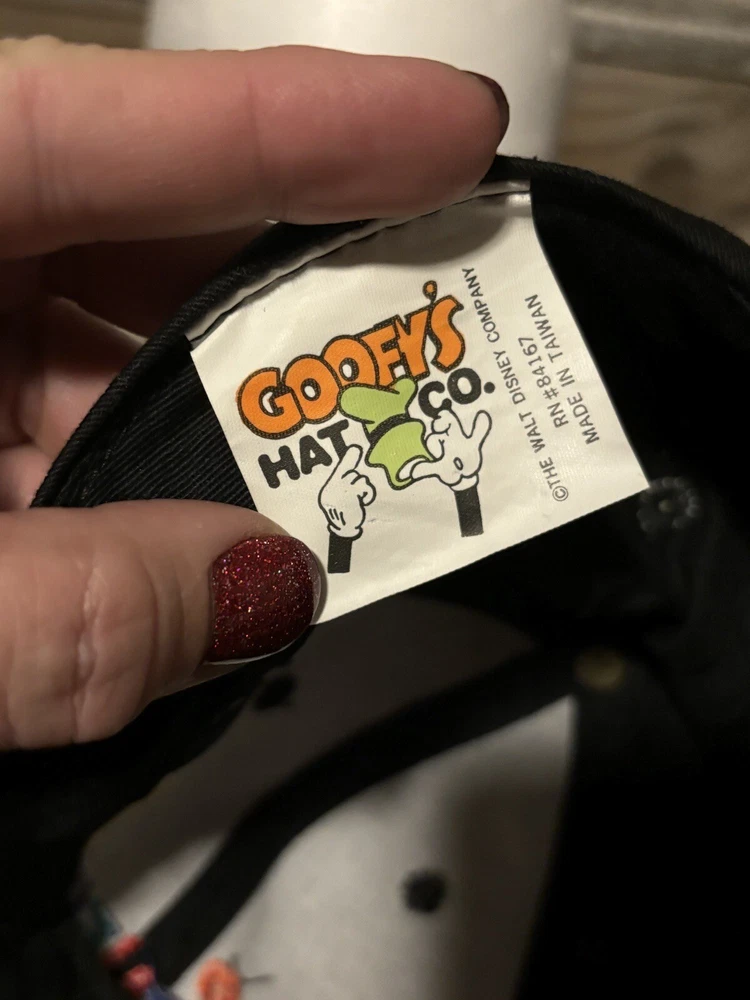 GOOFY'S
HAT CO.
©THE WALT DISNEY COMPANY
RN#84167
MADE IN TAIWAN